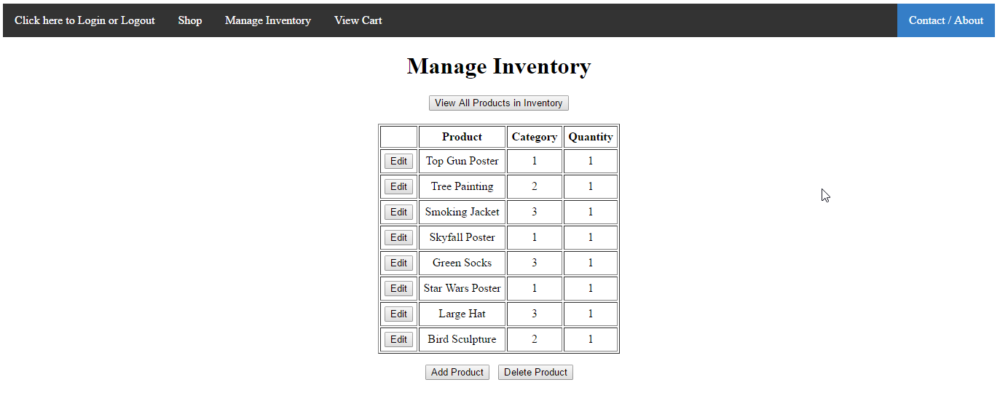 Click here to Login or Logout Shop Manage Inventory View Cart Contact / About
Manage Inventory
View All Products in Inventory
Product Category Quantity
Edit Top Gun Poster 1 1
Edit Tree Painting 2 1
Edit Smoking Jacket 3 1
Edit Skyfall Poster 1 1
Edit Green Socks 3 1
Edit Star Wars Poster 1 1
Edit Large Hat 3 1
Edit Bird Sculpture 2 1
Add Product Delete Product